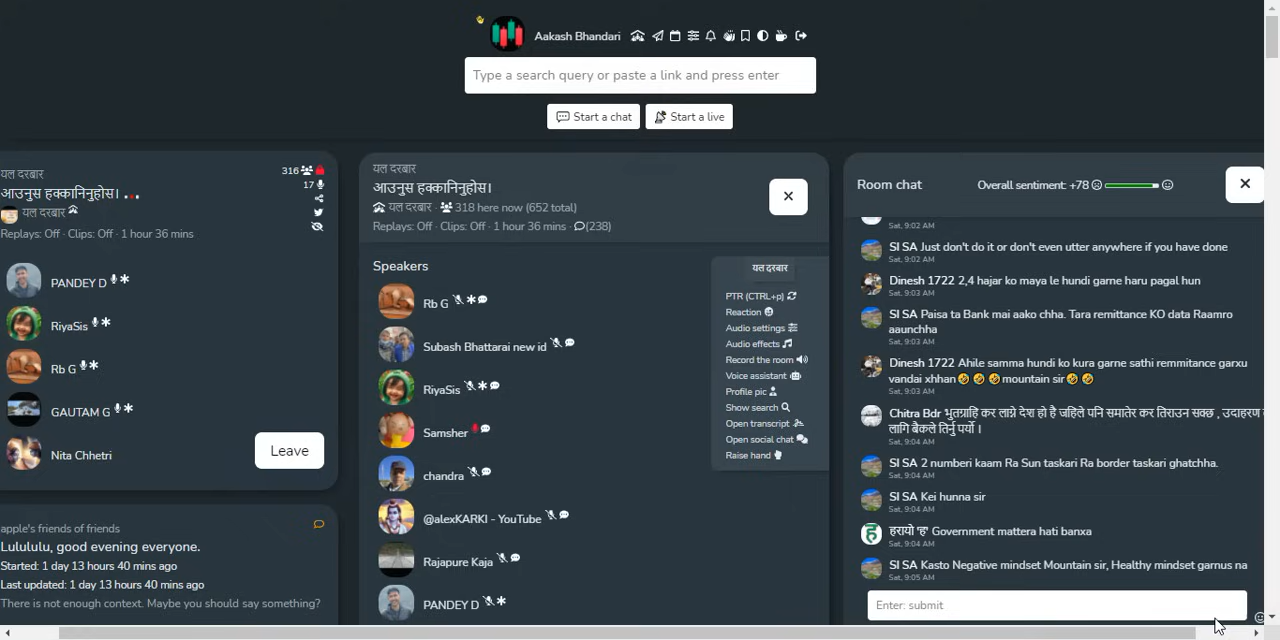 Aakash Bhandari
Type a search query or paste a link and press enter
Start a chat
Start a live
यल दरबार
316
आउनुस हक्कानिनुहोस। ...
17
यल दरबार
Replays: Off · Clips: Off · 1 hour 36 mins
PANDEY D
RiyaSis
Rb G
GAUTAM G
Nita Chhetri
Leave
apple's friends of friends
Lulululu, good evening everyone.
Started: 1 day 13 hours 40 mins ago
Last updated: 1 day 13 hours 40 mins ago
There is not enough context. Maybe you should say something?
यल दरबार
आउनुस हक्कानिनुहोस।
यल दरबार · 318 here now (652 total)
Replays: Off · Clips: Off · 1 hour 36 mins · (238)
Speakers
Rb G
Subash Bhattarai new id
RiyaSis
Samsher
chandra
@alexKARKI - YouTube
Rajapure Kaja
PANDEY D
यल दरबार
PTR (CTRL+p)
Reaction
Audio settings
Audio effects
Record the room
Voice assistant
Profile pic
Show search
Open transcript
Open social chat
Raise hand
Room chat
Overall sentiment: +78
Sat, 9:02 AM
SI SA Just don't do it or don't even utter anywhere if you have done
Sat, 9:02 AM
Dinesh 1722 2,4 hajar ko maya le hundi garne haru pagal hun
Sat, 9:03 AM
SI SA Paisa ta Bank mai aako chha. Tara remittance KO data Raamro
aaunchha
Sat, 9:03 AM
Dinesh 1722 Ahile samma hundi ko kura garne sathi remmitance garxu
vandai xhhan🤣🤣🤣mountain sir🤣🤣
Sat, 9:03 AM
Chitra Bdr भुतग्राहि कर लाग्ने देश हो है जहिले पनि समातेर कर तिराउन सक्छ , उदाहरण
लागि बैकले तिर्नु पर्यो ।
Sat, 9:04 AM
SI SA 2 numberi kaam Ra Sun taskari Ra border taskari ghatchha.
Sat, 9:04 AM
SI SA Kei hunna sir
Sat, 9:04 AM
हरायो 'ह' Government mattera hati banxa
Sat, 9:04 AM
SI SA Kasto Negative mindset Mountain sir, Healthy mindset garnus na
Sat, 9:05 AM
Enter: submit